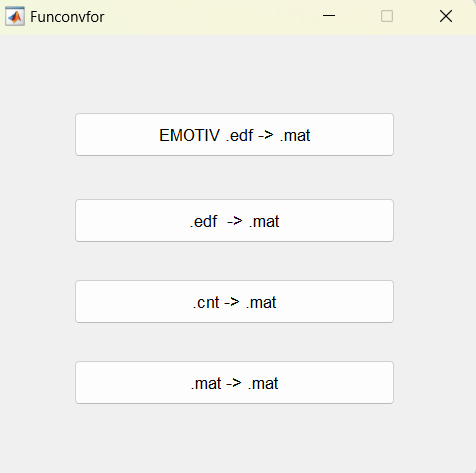 Funconvfor
EMOTIV .edf -> .mat
.edf  -> .mat
.cnt -> .mat
.mat -> .mat